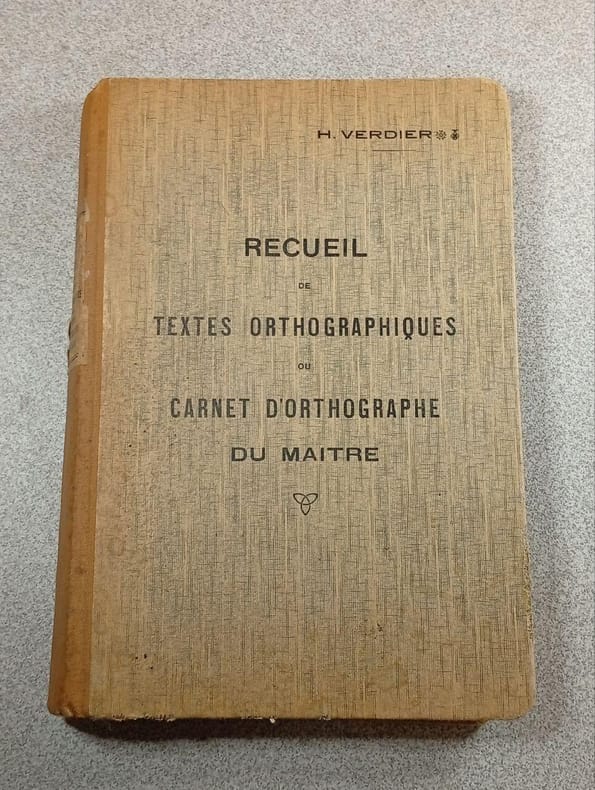 H. VERDIER
RECUEIL
DE
TEXTES ORTHOGRAPHIQUES
OU
CARNET D'ORTHOGRAPHE
DU MAITRE